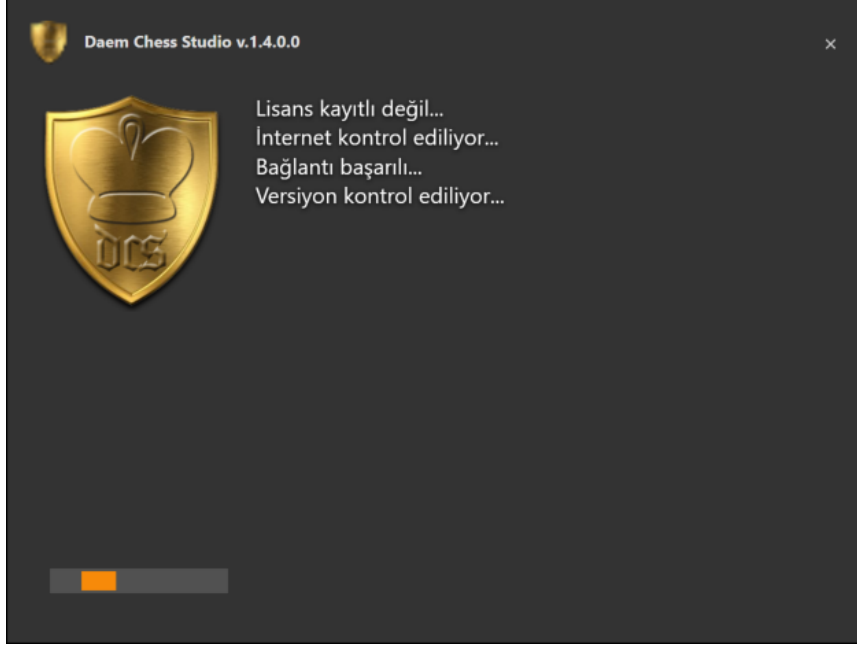 Daem Chess Studio v.1.4.0.0
Lisans kayıtlı değil...
İnternet kontrol ediliyor...
Bağlantı başarılı...
Versiyon kontrol ediliyor...
DCS